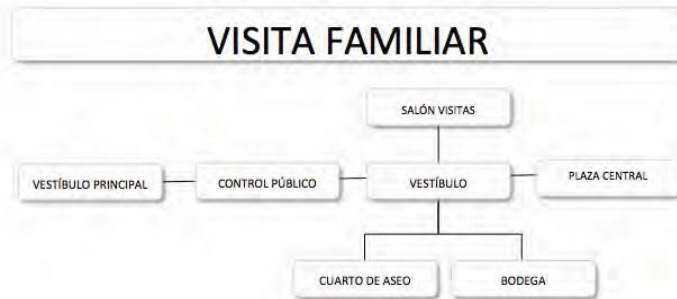 VISITA FAMILIAR
SALÓN VISITAS
VESTÍBULO PRINCIPAL
CONTROL PÚBLICO
VESTÍBULO
PLAZA CENTRAL
CUARTO DE ASEO
BODEGA